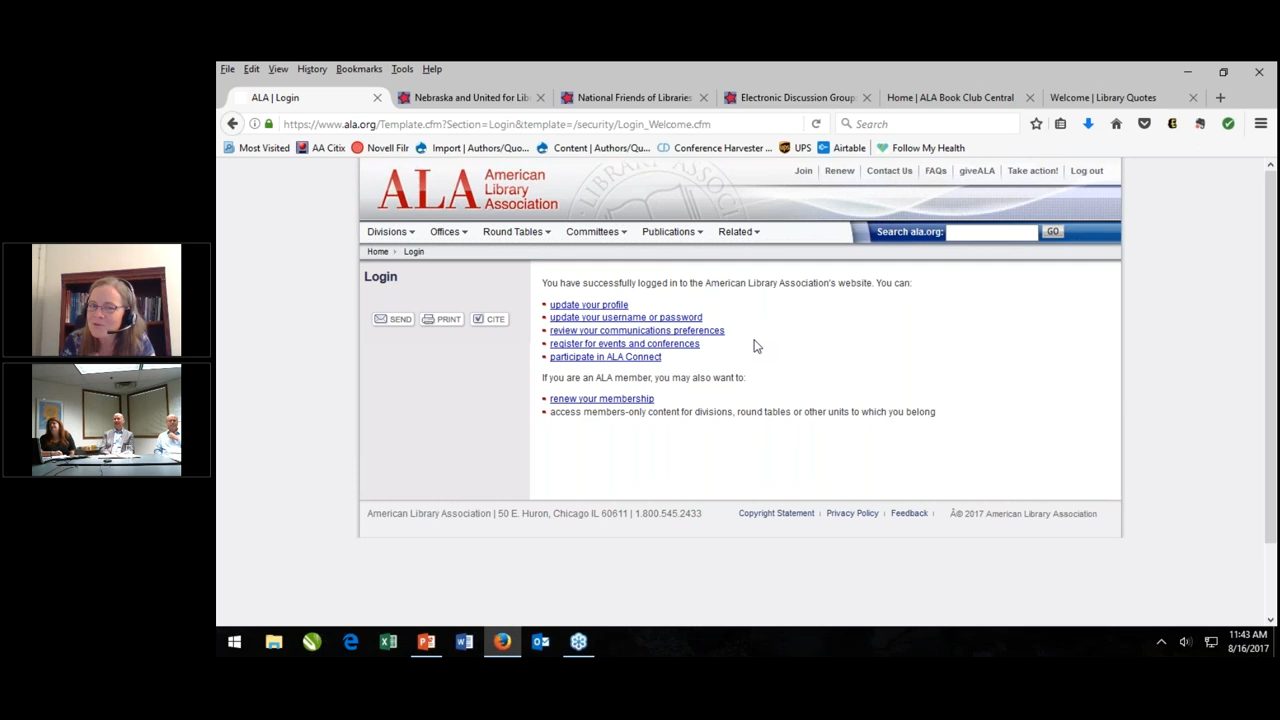 File Edit View History Bookmarks Tools Help
ALA | Login
Nebraska and United for Lib
National Friends of Libraries
Electronic Discussion Group
Home | ALA Book Club Central
Welcome | Library Quotes
https://www.ala.org/Template.cfm?Section=Login&template=/security/Login_Welcome.cfm
Search
Most Visited AA Citix Novell Filr Import | Authors/Quo... Content | Authors/Qu... Conference Harvester ... UPS Airtable Follow My Health
ALA American Library Association
LIBRARY ASSOC
Join Renew Contact Us FAQs giveALA Take action! Log out
Divisions Offices Round Tables Committees Publications Related Search ala.org: GO
Home Login
Login
SEND PRINT CITE
You have successfully logged in to the American Library Association's website. You can:
update your profile
update your username or password
review your communications preferences
register for events and conferences
participate in ALA Connect
If you are an ALA member, you may also want to:
renew your membership
access members-only content for divisions, round tables or other units to which you belong
American Library Association | 50 E. Huron, Chicago IL 60611 | 1.800.545.2433
Copyright Statement Privacy Policy Feedback Â© 2017 American Library Association
11:43 AM
8/16/2017